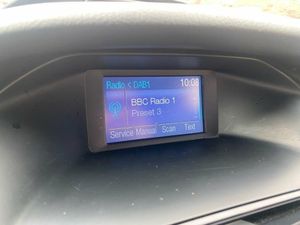 Radio < DAB1 10:08
BBC Radio 1
Preset 3
Service Manual Scan Text